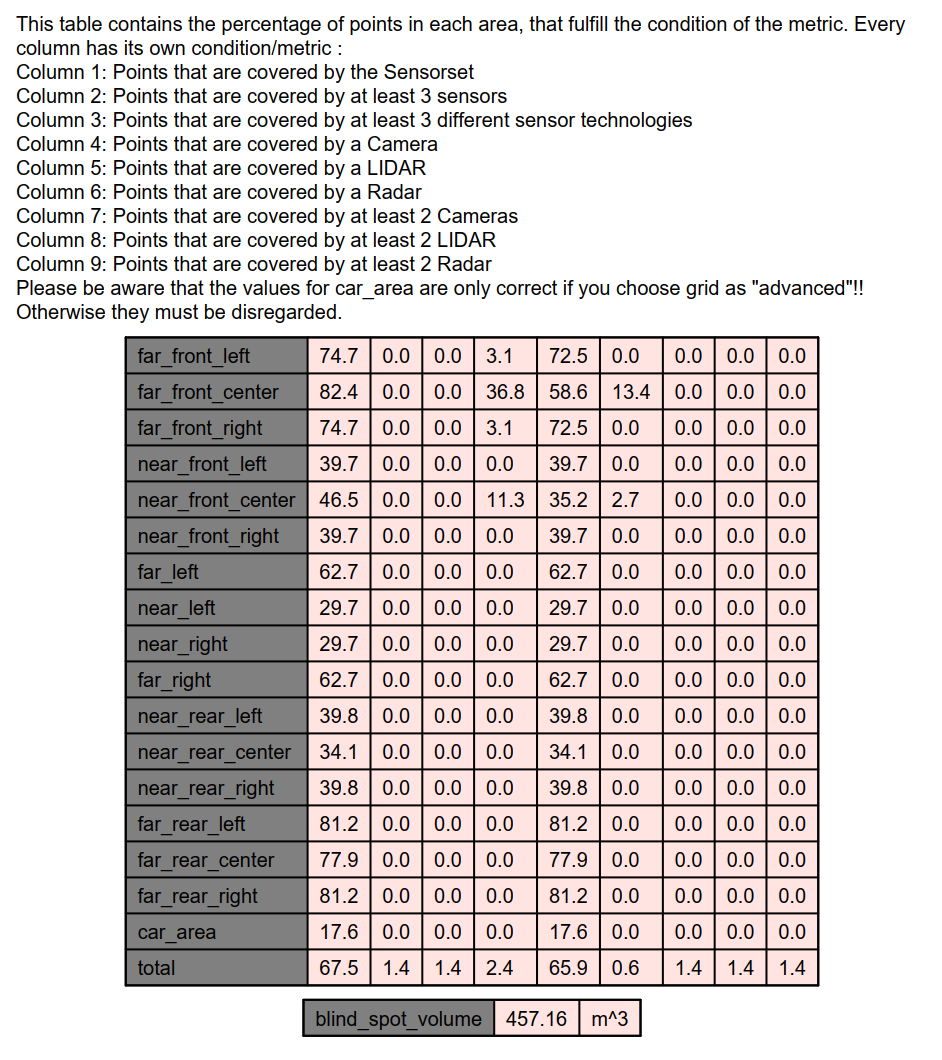 This table contains the percentage of points in each area, that fulfill the condition of the metric. Every
column has its own condition/metric :
Column 1: Points that are covered by the Sensorset
Column 2: Points that are covered by at least 3 sensors
Column 3: Points that are covered by at least 3 different sensor technologies
Column 4: Points that are covered by a Camera
Column 5: Points that are covered by a LIDAR
Column 6: Points that are covered by a Radar
Column 7: Points that are covered by at least 2 Cameras
Column 8: Points that are covered by at least 2 LIDAR
Column 9: Points that are covered by at least 2 Radar
Please be aware that the values for car_area are only correct if you choose grid as "advanced"!!
Otherwise they must be disregarded.
far_front_left 74.7 0.0 0.0 3.1 72.5 0.0 0.0 0.0 0.0
far_front_center 82.4 0.0 0.0 36.8 58.6 13.4 0.0 0.0 0.0
far_front_right 74.7 0.0 0.0 3.1 72.5 0.0 0.0 0.0 0.0
near_front_left 39.7 0.0 0.0 0.0 39.7 0.0 0.0 0.0 0.0
near_front_center 46.5 0.0 0.0 11.3 35.2 2.7 0.0 0.0 0.0
near_front_right 39.7 0.0 0.0 0.0 39.7 0.0 0.0 0.0 0.0
far_left 62.7 0.0 0.0 0.0 62.7 0.0 0.0 0.0 0.0
near_left 29.7 0.0 0.0 0.0 29.7 0.0 0.0 0.0 0.0
near_right 29.7 0.0 0.0 0.0 29.7 0.0 0.0 0.0 0.0
far_right 62.7 0.0 0.0 0.0 62.7 0.0 0.0 0.0 0.0
near_rear_left 39.8 0.0 0.0 0.0 39.8 0.0 0.0 0.0 0.0
near_rear_center 34.1 0.0 0.0 0.0 34.1 0.0 0.0 0.0 0.0
near_rear_right 39.8 0.0 0.0 0.0 39.8 0.0 0.0 0.0 0.0
far_rear_left 81.2 0.0 0.0 0.0 81.2 0.0 0.0 0.0 0.0
far_rear_center 77.9 0.0 0.0 0.0 77.9 0.0 0.0 0.0 0.0
far_rear_right 81.2 0.0 0.0 0.0 81.2 0.0 0.0 0.0 0.0
car_area 17.6 0.0 0.0 0.0 17.6 0.0 0.0 0.0 0.0
total 67.5 1.4 1.4 2.4 65.9 0.6 1.4 1.4 1.4
blind_spot_volume 457.16 m^3